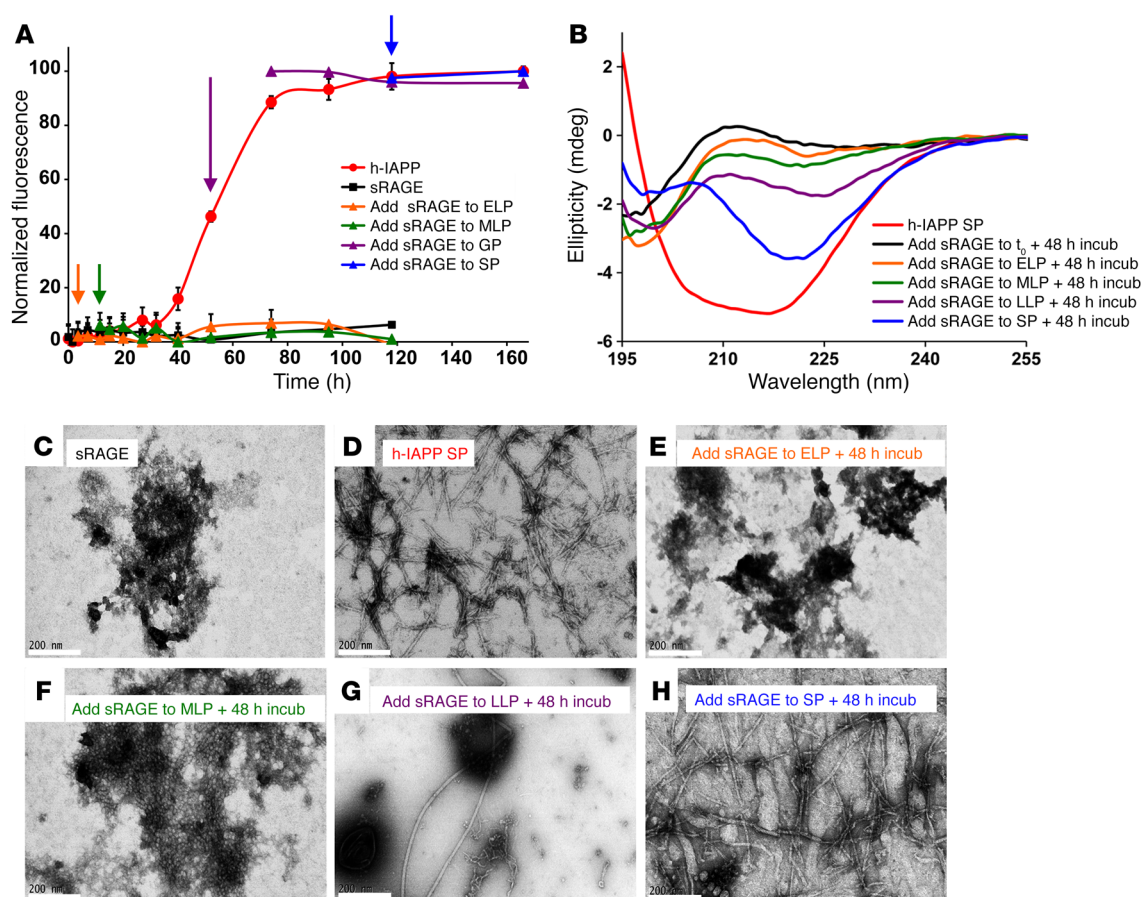 A
Normalized fluorescence
100
80
60
40
20
0
0 20 40 60 80 100 120 140 160
Time (h)
h-IAPP
sRAGE
Add sRAGE to ELP
Add sRAGE to MLP
Add sRAGE to GP
Add sRAGE to SP
B
Ellipticity (mdeg)
2
0
-2
-4
-6
195 210 225 240 255
Wavelength (nm)
h-IAPP SP
Add sRAGE to t0 + 48 h incub
Add sRAGE to ELP + 48 h incub
Add sRAGE to MLP + 48 h incub
Add sRAGE to LLP + 48 h incub
Add sRAGE to SP + 48 h incub
C
sRAGE
200 nm
D
h-IAPP SP
200 nm
E
Add sRAGE to ELP + 48 h incub
200 nm
F
Add sRAGE to MLP + 48 h incub
200 nm
G
Add sRAGE to LLP + 48 h incub
200 nm
H
Add sRAGE to SP + 48 h incub
200 nm